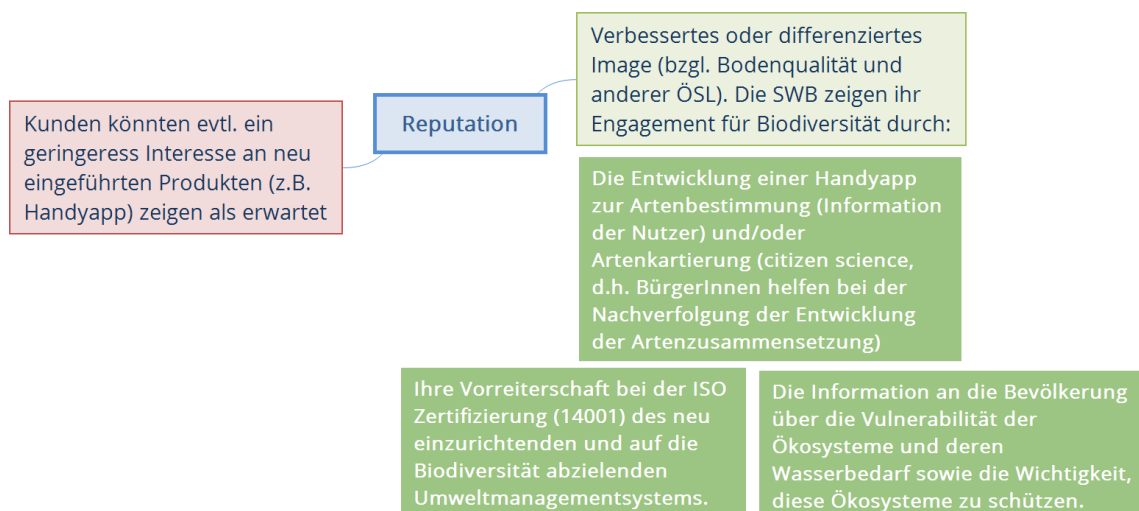 Kunden könnten evtl. ein
geringeress Interesse an neu
eingeführten Produkten (z.B.
Handyapp) zeigen als erwartet
Reputation
Verbessertes oder differenziertes
Image (bzgl. Bodenqualität und
anderer ÖSL). Die SWB zeigen ihr
Engagement für Biodiversität durch:
Die Entwicklung einer Handyapp
zur Artenbestimmung (Information
der Nutzer) und/oder
Artenkartierung (citizen science,
d.h. BürgerInnen helfen bei der
Nachverfolgung der Entwicklung
der Artenzusammensetzung)
Ihre Vorreiterschaft bei der ISO
Zertifizierung (14001) des neu
einzurichtenden und auf die
Biodiversität abzielenden
Umweltmanagementsystems.
Die Information an die Bevölkerung
über die Vulnerabilität der
Ökosysteme und deren
Wasserbedarf sowie die Wichtigkeit,
diese Ökosysteme zu schützen.